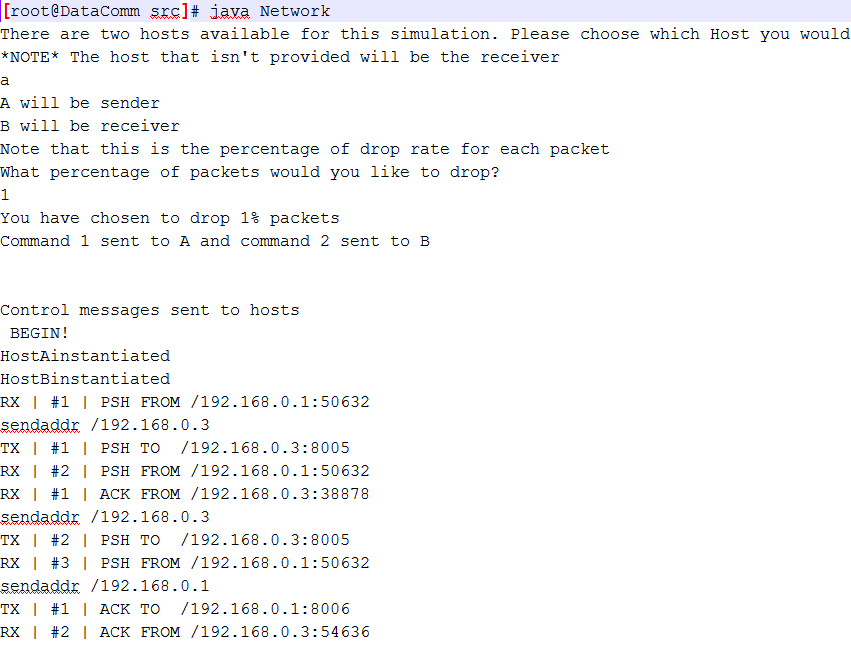 [root@DataComm src]# java Network
There are two hosts available for this simulation. Please choose which Host you would
*NOTE* The host that isn't provided will be the receiver
a
A will be sender
B will be receiver
Note that this is the percentage of drop rate for each packet
What percentage of packets would you like to drop?
1
You have chosen to drop 1% packets
Command 1 sent to A and command 2 sent to B
Control messages sent to hosts
BEGIN!
HostAinstantiated
HostBinstantiated
RX | #1 | PSH FROM /192.168.0.1:50632
sendaddr /192.168.0.3
TX | #1 | PSH TO  /192.168.0.3:8005
RX | #2 | PSH FROM /192.168.0.1:50632
RX | #1 | ACK FROM /192.168.0.3:38878
sendaddr /192.168.0.3
TX | #2 | PSH TO  /192.168.0.3:8005
RX | #3 | PSH FROM /192.168.0.1:50632
sendaddr /192.168.0.1
TX | #1 | ACK TO  /192.168.0.1:8006
RX | #2 | ACK FROM /192.168.0.3:54636